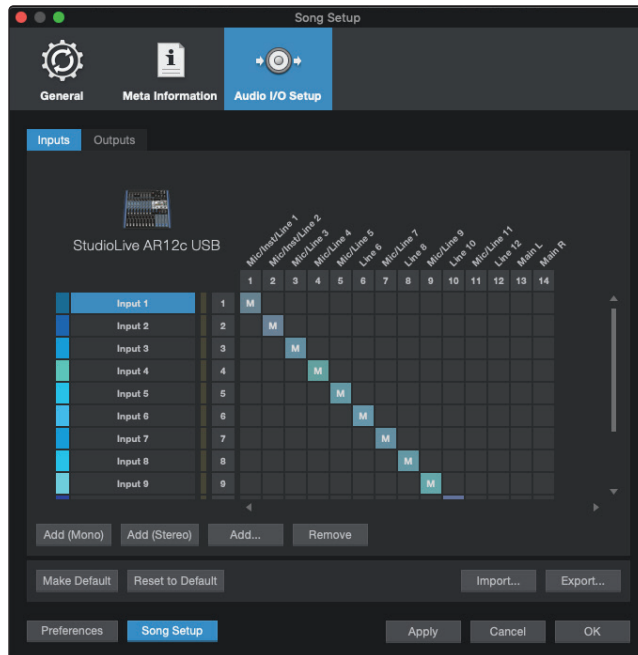 Song Setup
General
Meta Information
Audio I/O Setup
Inputs
Outputs
StudioLive AR12c USB
Mic/Inst/Line 1
Mic/Inst/Line 2
Mic/Line 3
Mic/Line 4
Mic/Line 5
Line 6
Mic/Line 7
Line 8
Mic/Line 9
Line 10
Mic/Line 11
Line 12
Main L
Main R
1 2 3 4 5 6 7 8 9 10 11 12 13 14
Input 1 1 M
Input 2 2 M
Input 3 3 M
Input 4 4 M
Input 5 5 M
Input 6 6 M
Input 7 7 M
Input 8 8 M
Input 9 9 M
Add (Mono)
Add (Stereo)
Add...
Remove
Make Default
Reset to Default
Import...
Export...
Preferences
Song Setup
Apply
Cancel
OK